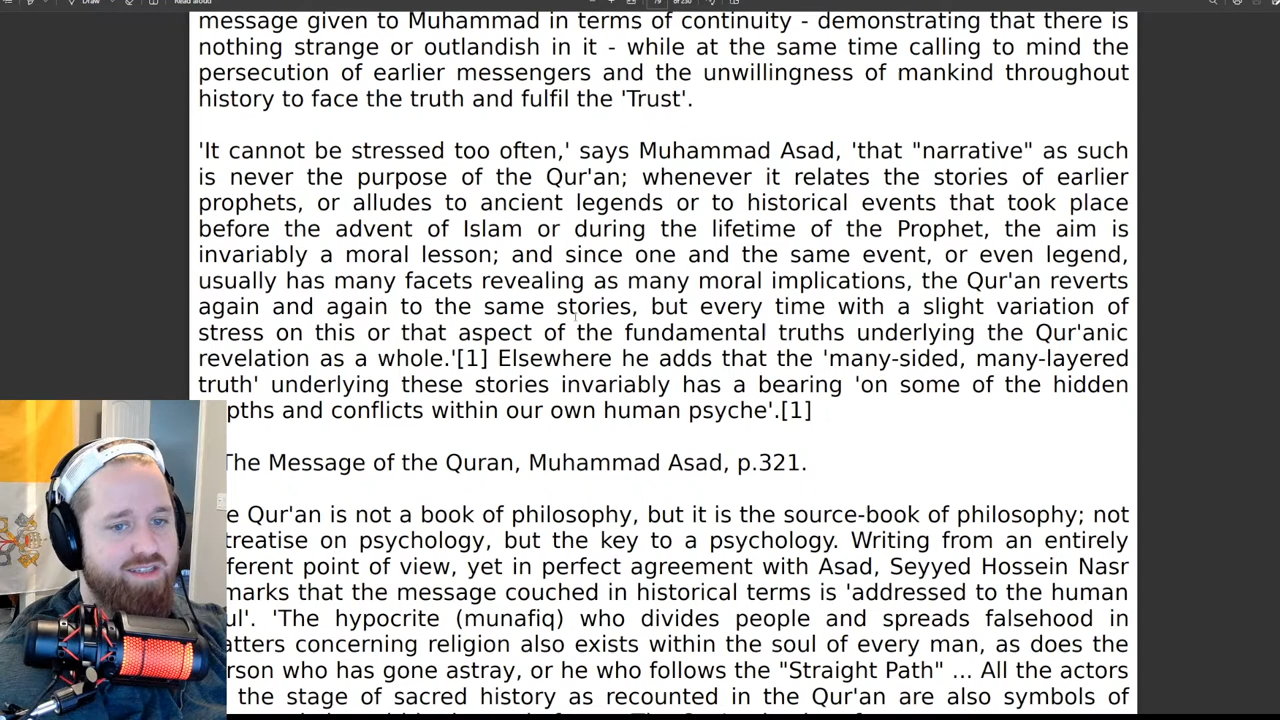 Draw
Read aloud
79
of 230
message given to Muhammad in terms of continuity - demonstrating that there is
nothing strange or outlandish in it - while at the same time calling to mind the
persecution of earlier messengers and the unwillingness of mankind throughout
history to face the truth and fulfil the 'Trust'.
'It cannot be stressed too often,' says Muhammad Asad, 'that "narrative" as such
is never the purpose of the Qur'an; whenever it relates the stories of earlier
prophets, or alludes to ancient legends or to historical events that took place
before the advent of Islam or during the lifetime of the Prophet, the aim is
invariably a moral lesson; and since one and the same event, or even legend,
usually has many facets revealing as many moral implications, the Qur'an reverts
again and again to the same stories, but every time with a slight variation of
stress on this or that aspect of the fundamental truths underlying the Qur'anic
revelation as a whole.'[1] Elsewhere he adds that the 'many-sided, many-layered
truth' underlying these stories invariably has a bearing 'on some of the hidden
pths and conflicts within our own human psyche'.[1]
The Message of the Quran, Muhammad Asad, p.321.
e Qur'an is not a book of philosophy, but it is the source-book of philosophy; not
treatise on psychology, but the key to a psychology. Writing from an entirely
fferent point of view, yet in perfect agreement with Asad, Seyyed Hossein Nasr
marks that the message couched in historical terms is 'addressed to the human
ul'. 'The hypocrite (munafiq) who divides people and spreads falsehood in
atters concerning religion also exists within the soul of every man, as does the
rson who has gone astray, or he who follows the "Straight Path" ... All the actors
the stage of sacred history as recounted in the Qur'an are also symbols of